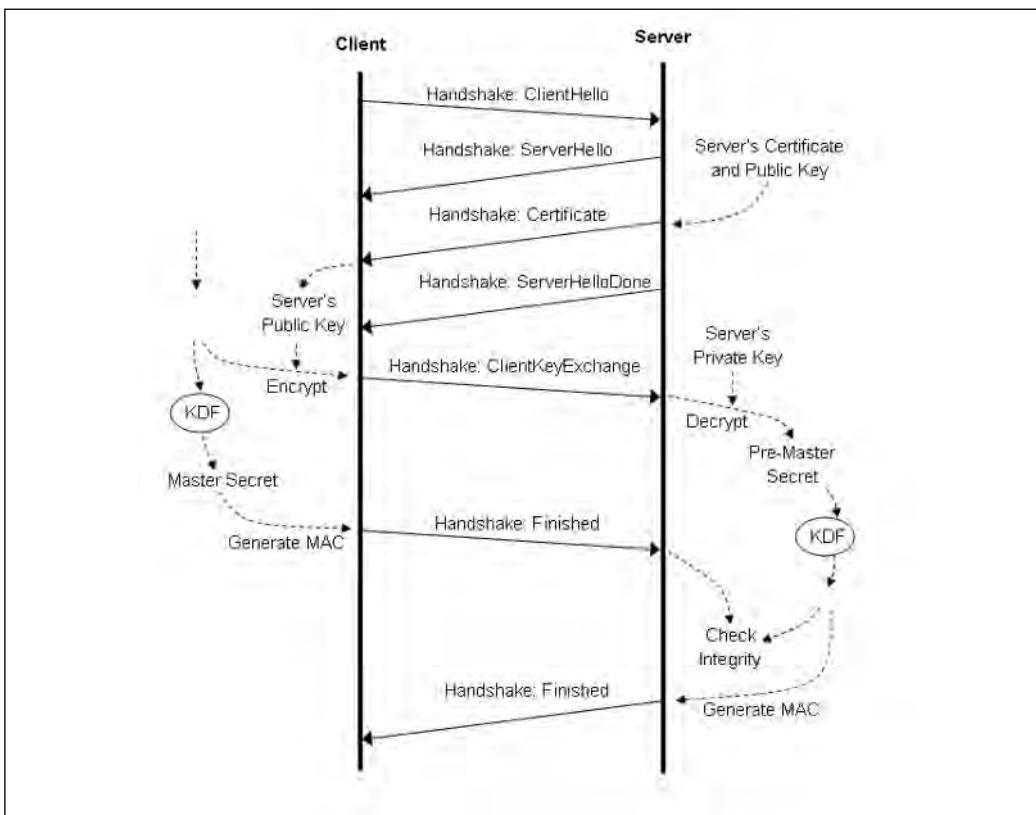 Client
Server
Handshake: ClientHello
Handshake: ServerHello
Server's Certificate
and Public Key
Handshake: Certificate
Handshake: ServerHelloDone
Server's
Public Key
Server's
Private Key
Handshake: ClientKeyExchange
Encrypt
Decrypt
KDF
Pre-Master
Secret
Master Secret
Handshake: Finished
Generate MAC
KDF
Check
Integrity
Handshake: Finished
Generate MAC